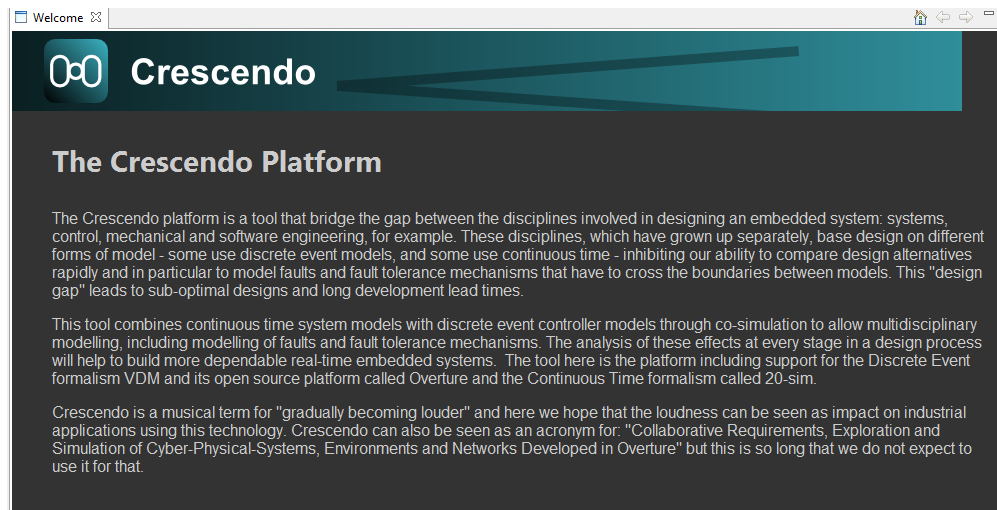 Welcome
Crescendo
The Crescendo Platform
The Crescendo platform is a tool that bridge the gap between the disciplines involved in designing an embedded system: systems,
control, mechanical and software engineering, for example. These disciplines, which have grown up separately, base design on different
forms of model - some use discrete event models, and some use continuous time - inhibiting our ability to compare design alternatives
rapidly and in particular to model faults and fault tolerance mechanisms that have to cross the boundaries between models. This "design
gap" leads to sub-optimal designs and long development lead times.
This tool combines continuous time system models with discrete event controller models through co-simulation to allow multidisciplinary
modelling, including modelling of faults and fault tolerance mechanisms. The analysis of these effects at every stage in a design process
will help to build more dependable real-time embedded systems.  The tool here is the platform including support for the Discrete Event
formalism VDM and its open source platform called Overture and the Continuous Time formalism called 20-sim.
Crescendo is a musical term for "gradually becoming louder" and here we hope that the loudness can be seen as impact on industrial
applications using this technology. Crescendo can also be seen as an acronym for: "Collaborative Requirements, Exploration and
Simulation of Cyber-Physical-Systems, Environments and Networks Developed in Overture" but this is so long that we do not expect to
use it for that.